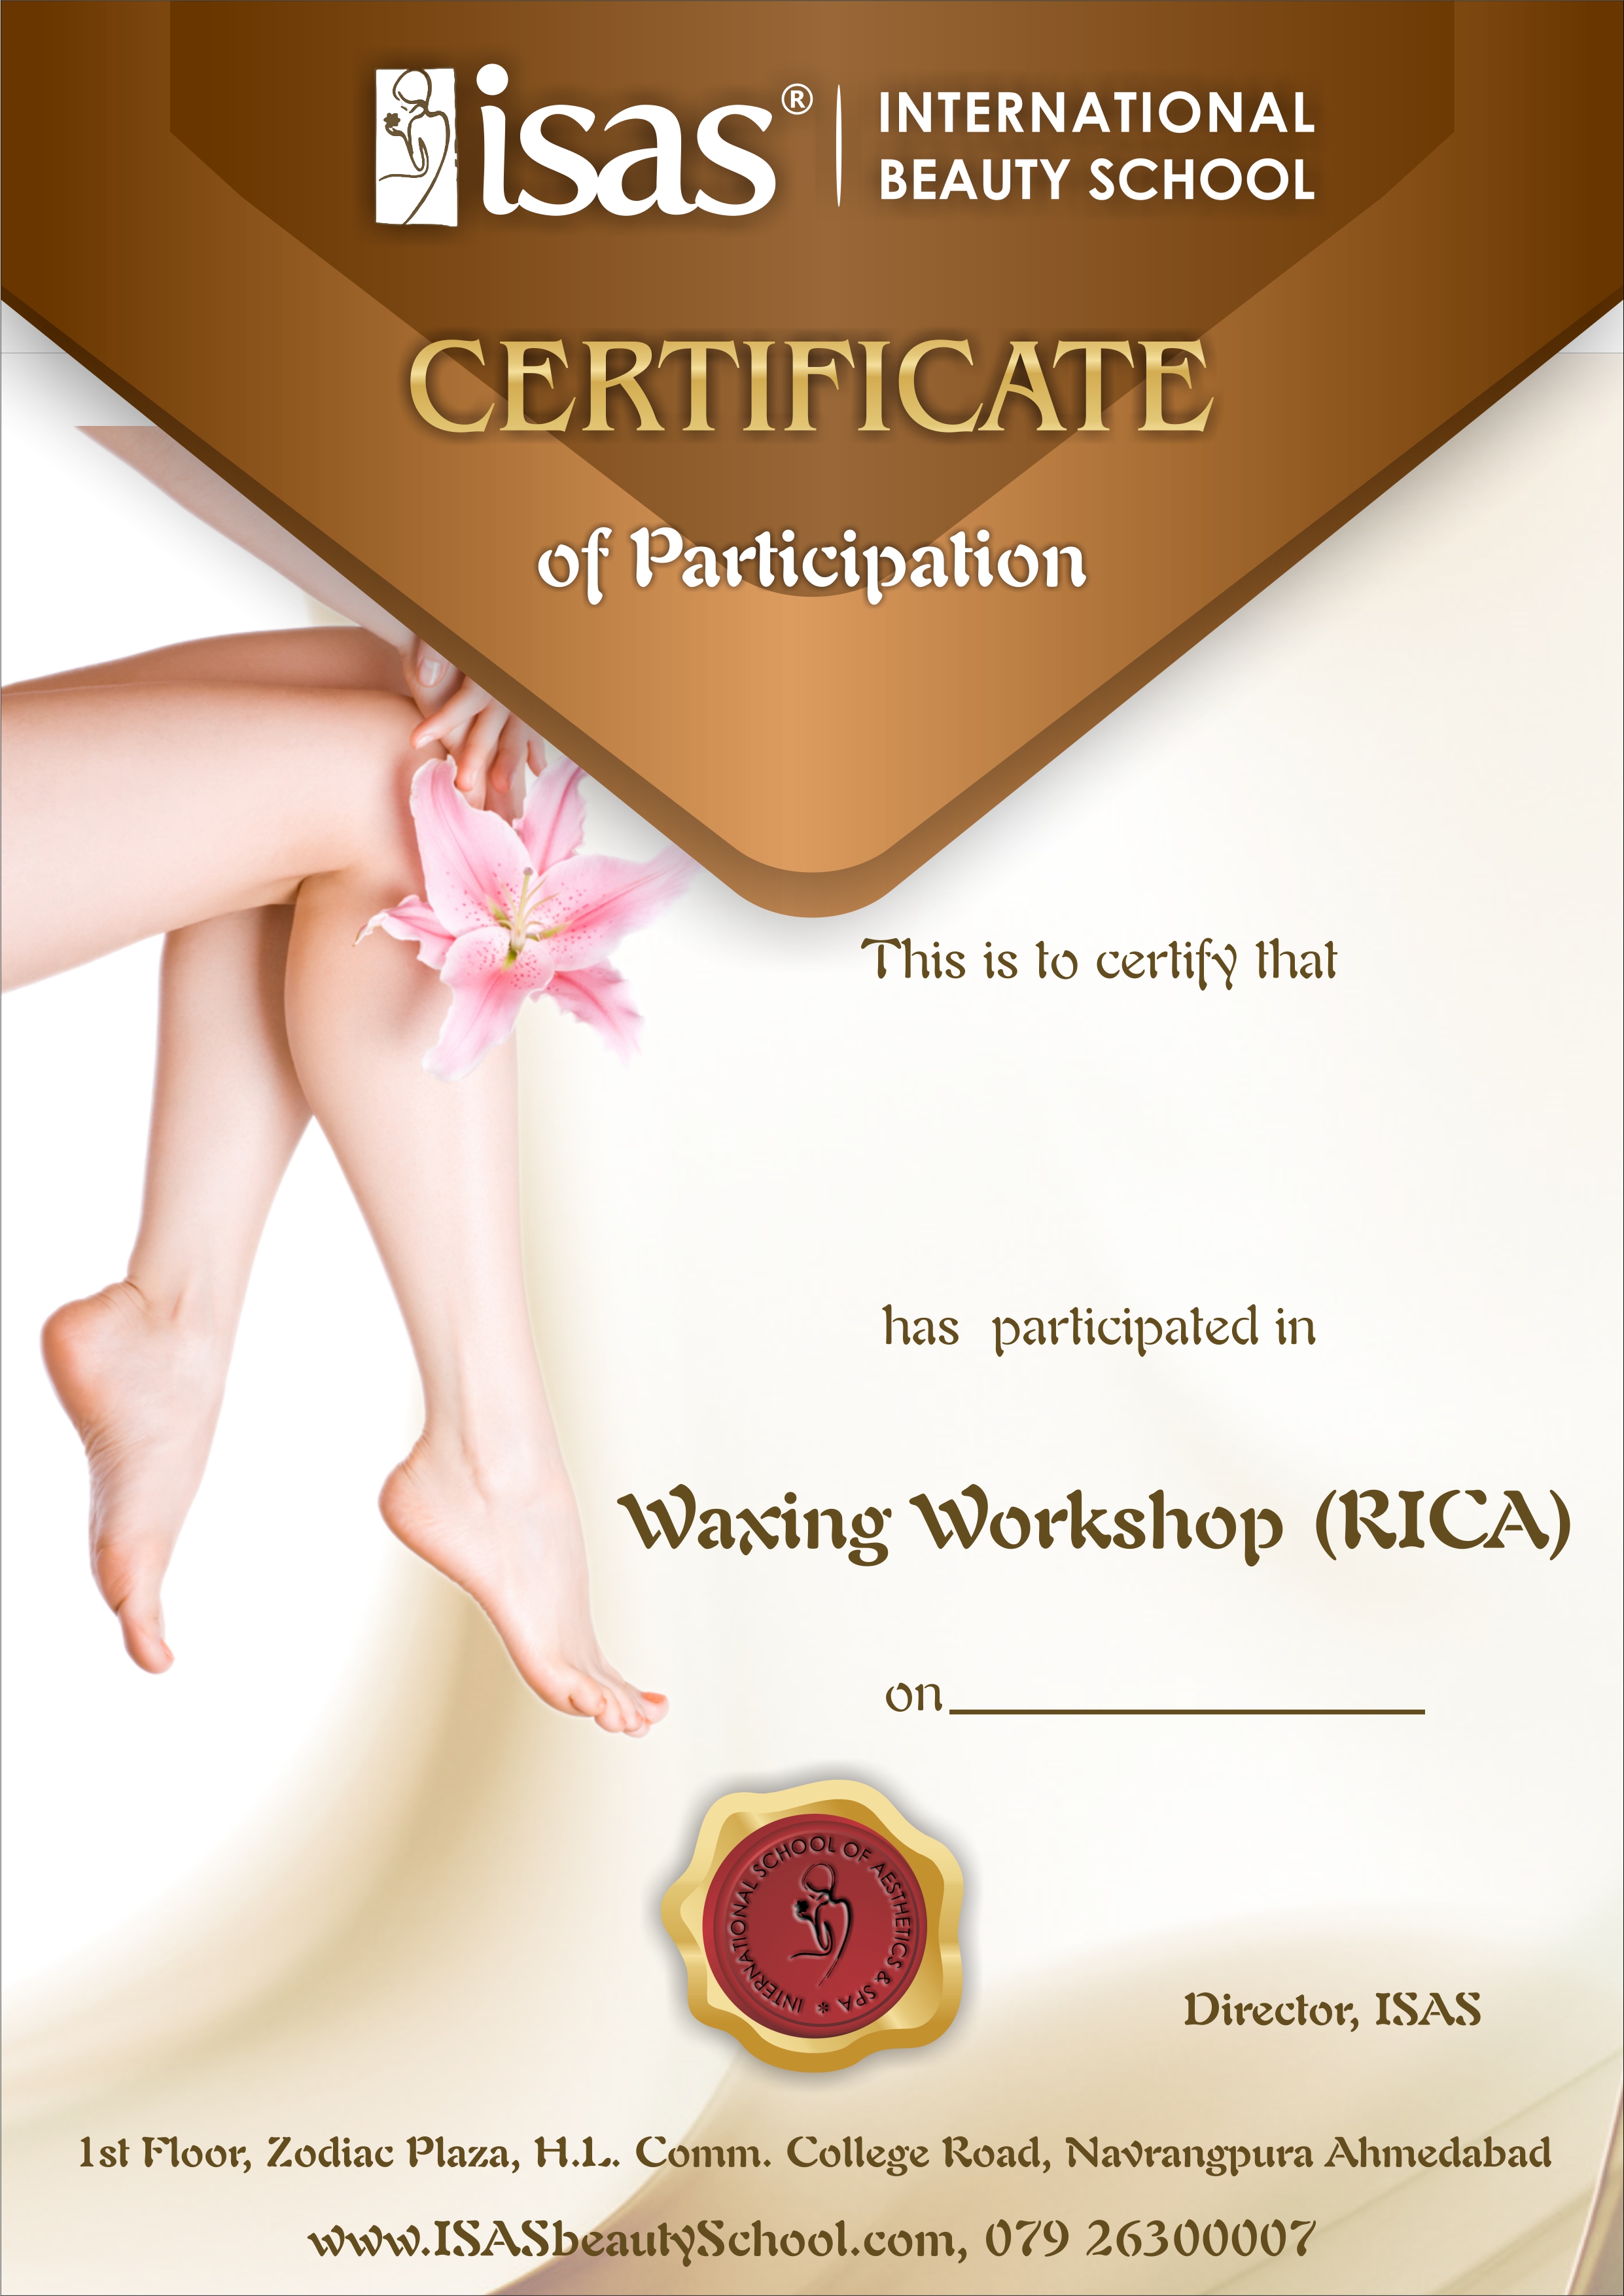 isas® INTERNATIONAL
BEAUTY SCHOOL
CERTIFICATE
of Participation
This is to certify that
has participated in
Waxing Workshop (RICA)
on
INTERNATIONAL SCHOOL OF AESTHETICS & SPA *
Director, ISAS
1st Floor, Zodiac Plaza, H.L. Comm. College Road, Navrangpura Ahmedabad
www.ISASbeautySchool.com, 079 26300007